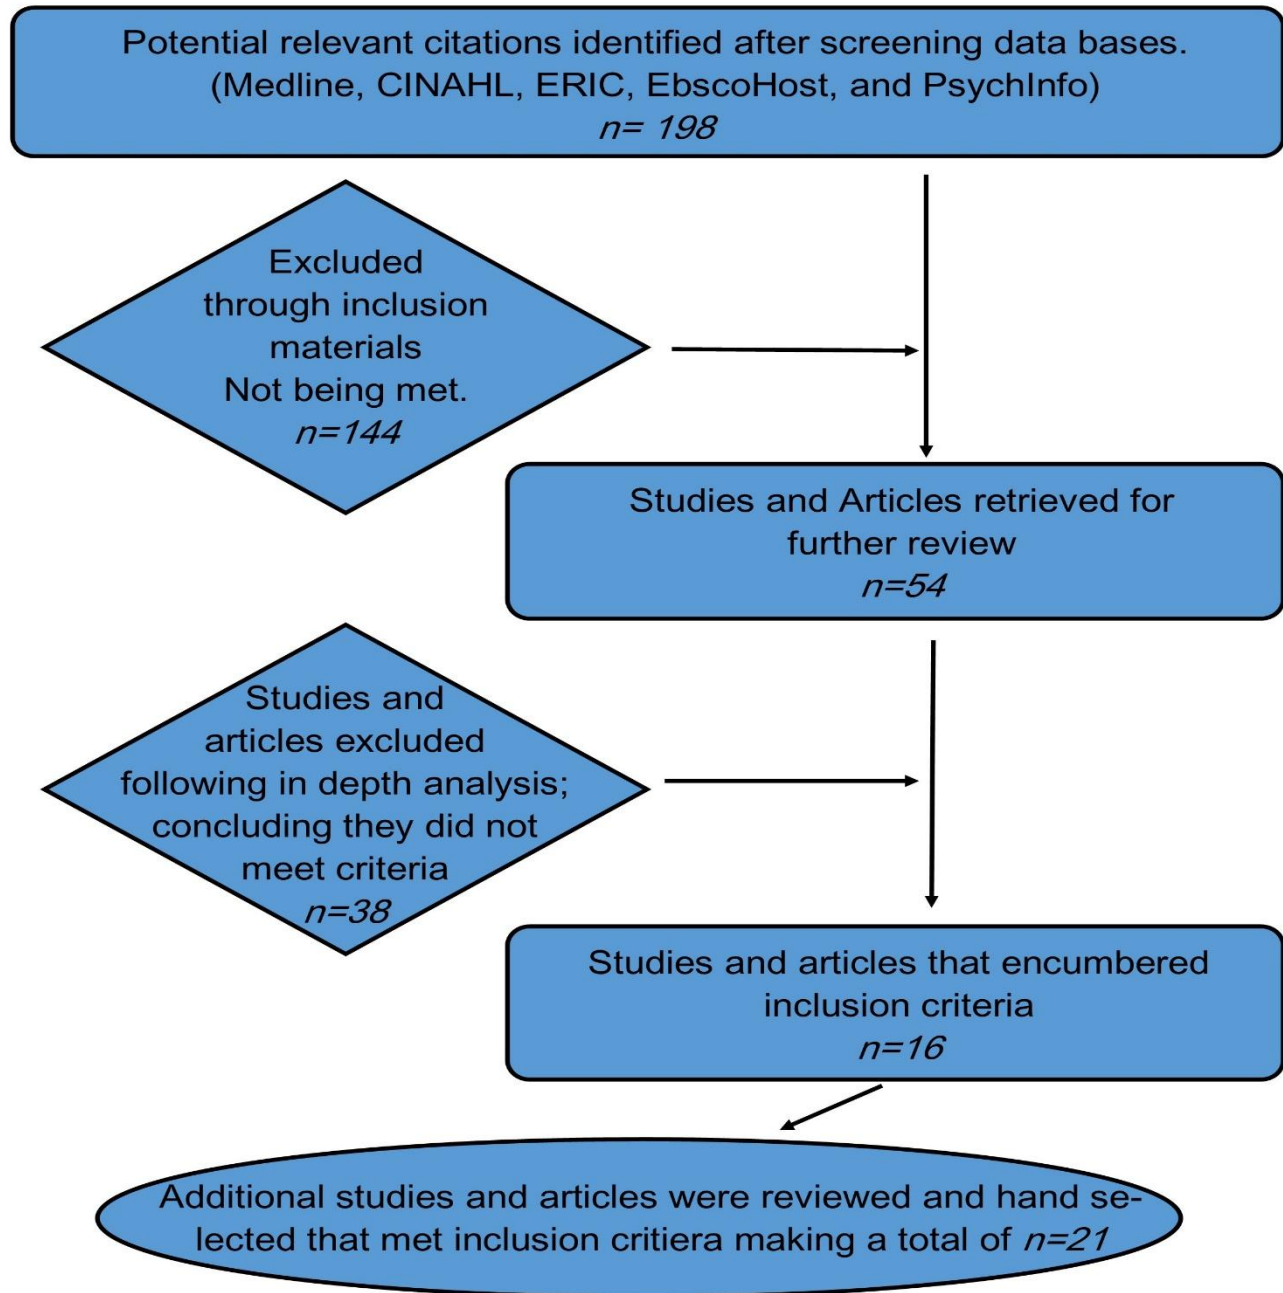 Potential relevant citations identified after screening data bases.
(Medline, CINAHL, ERIC, EbscoHost, and PsychInfo)
n= 198
Excluded
through inclusion
materials
Not being met.
n=144
Studies and Articles retrieved for
further review
n=54
Studies and
articles excluded
following in depth analysis;
concluding they did not
meet criteria
n=38
Studies and articles that encumbered
inclusion criteria
n=16
Additional studies and articles were reviewed and hand se-
lected that met inclusion critiera making a total of n=21